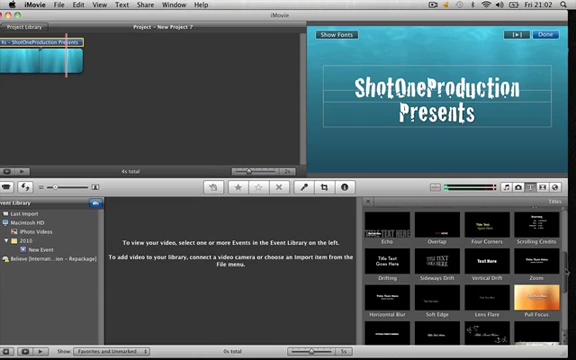 iMovie File Edit View Text Share Window Help
Fri 21:02
iMovie
Project Library
Project - New Project 7
4s - ShotOneProduction Presents
Show Fonts
Done
ShotOneProduction
Presents
4s total
2s
Event Library
Titles
Last Import
Macintosh HD
iPhoto Videos
2010
New Event
To view your video, select one or more Events in the Event Library on the left.
To add video to your library, connect a video camera or choose an Import item from the
File menu.
Echo Overlap Four Corners Scrolling Credits
Drifting Sideways Drift Vertical Drift Zoom
Horizontal Blur Soft Edge Lens Flare Pull Focus
Show: Favorites and Unmarked
0s total
5s